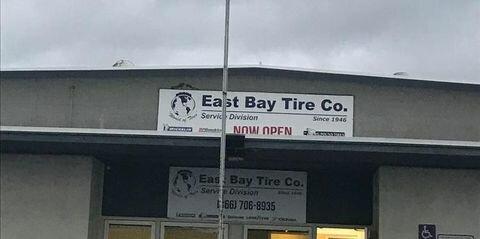 East Bay Tire Co.
Service Division
Since 1946
MICHELIN
NOW OPEN
East Bay Tire Co.
Service Division
Since 1946
(866) 706-8935